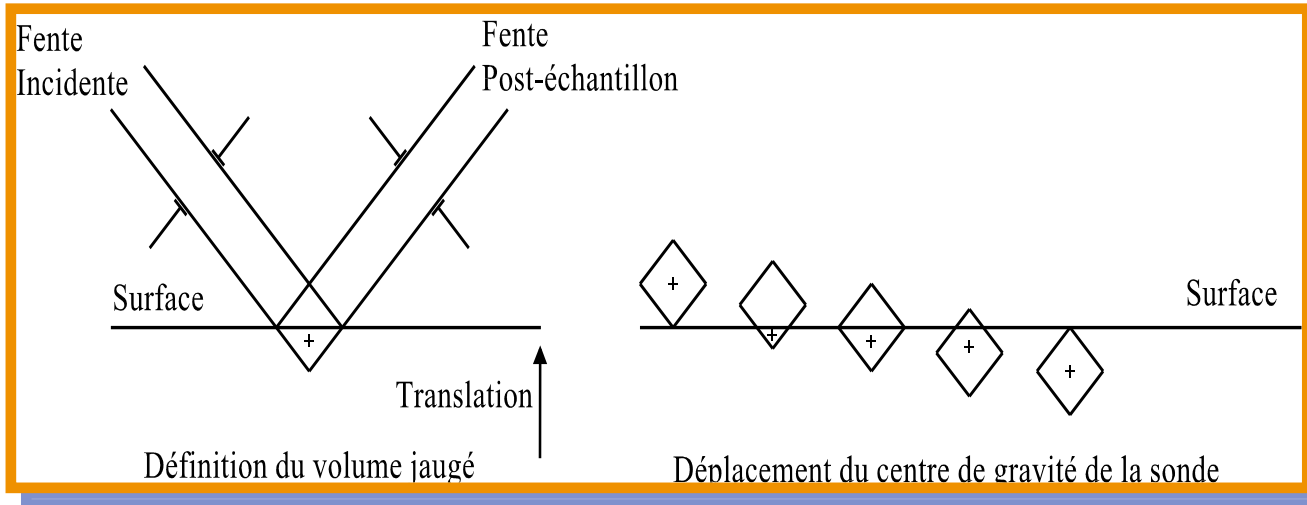 Fente
Incidente
Fente
Post-échantillon
Surface
Translation
Définition du volume jaugé
Surface
Déplacement du centre de gravité de la sonde